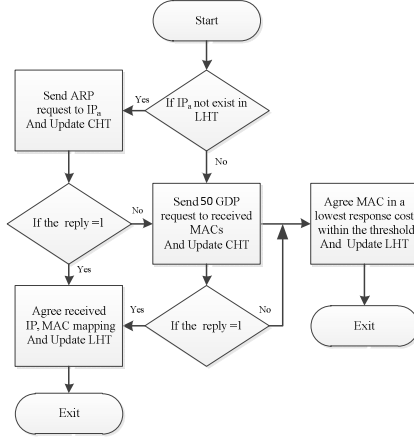 Start
If IPa not exist in
LHT
Yes
No
Send ARP
request to IPa
And Update CHT
If the reply =1
No
Yes
Send 50 GDP
request to received
MACs
And Update CHT
Agree MAC in a
lowest response cost
within the threshold
And Update LHT
Agree received
IP, MAC mapping
And Update LHT
Yes
If the reply =1
No
Exit
Exit